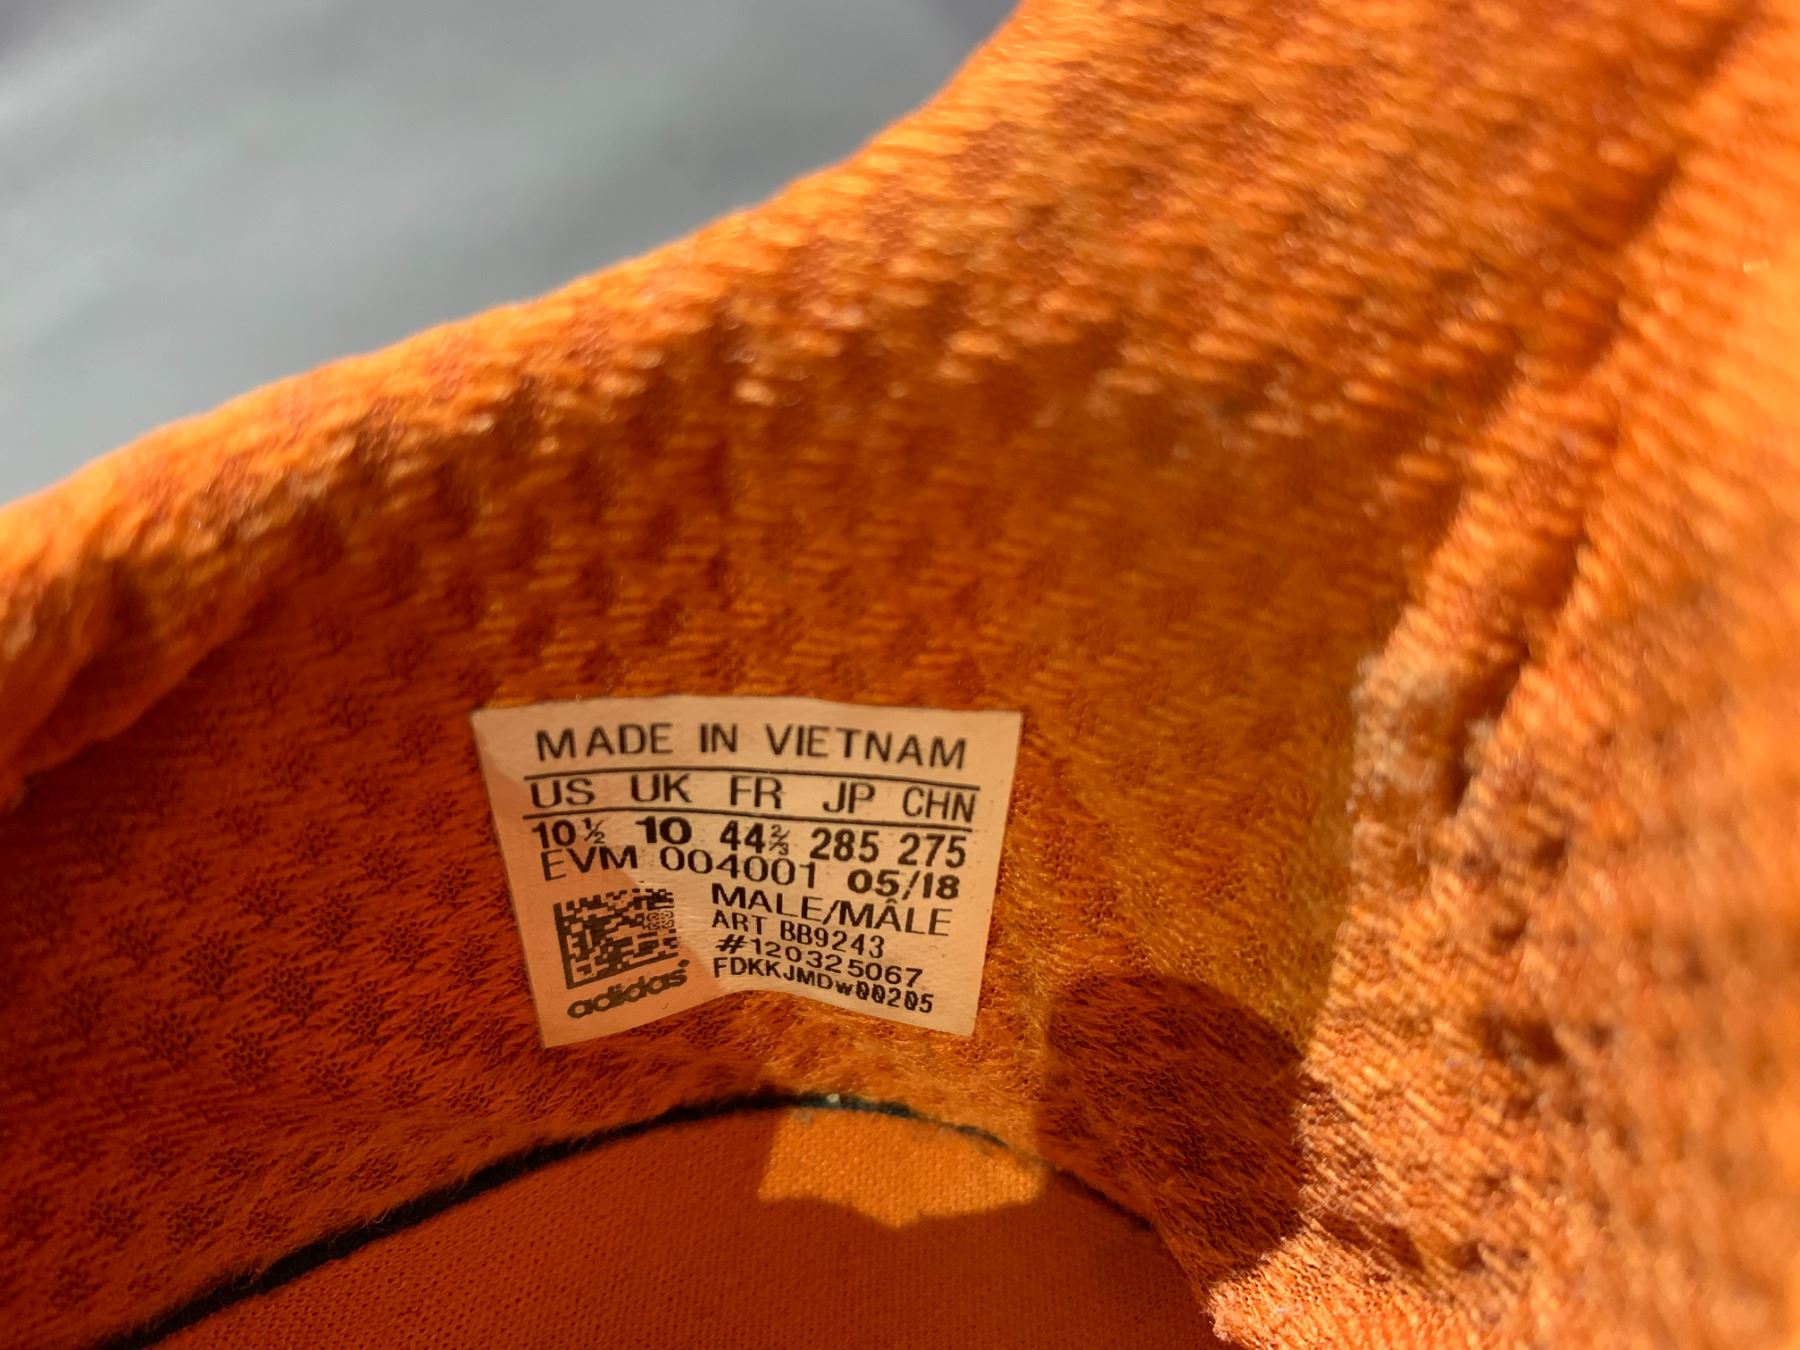 MADE IN VIETNAM
US UK FR JP CHN
10½ 10 44⅔ 285 275
EVM 004001 05/18
MALE/MÂLE
ART BB9243
#120325067
FDKKJMDw00205
adidas